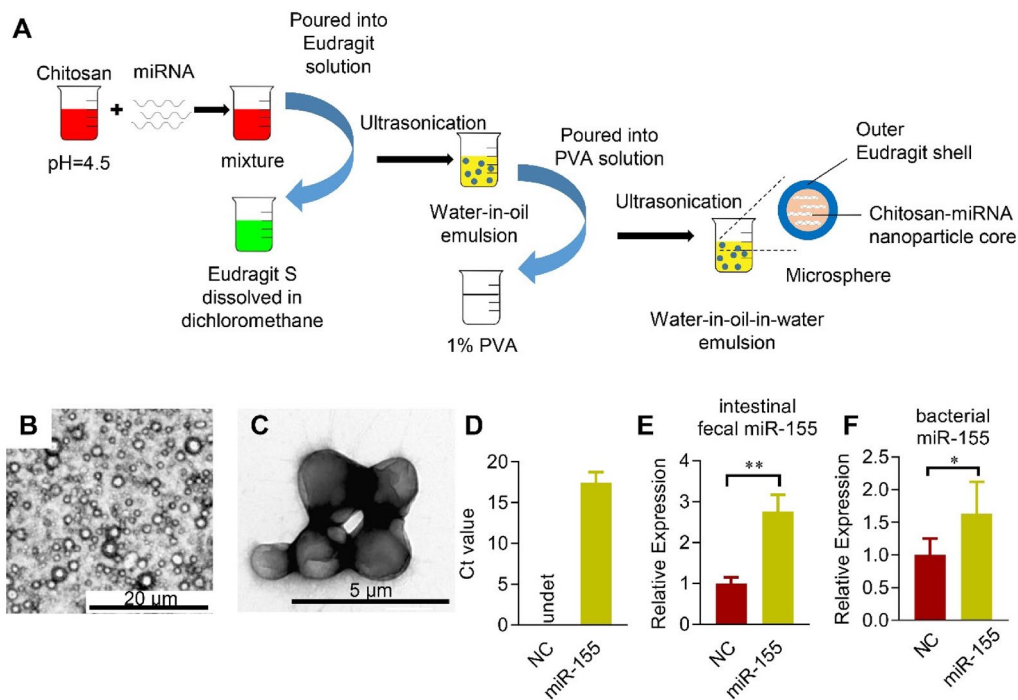 A
Chitosan
miRNA
+
pH=4.5
mixture
Poured into
Eudragit
solution
Eudragit S
dissolved in
dichloromethane
Ultrasonication
Water-in-oil
emulsion
Poured into
PVA solution
1% PVA
Ultrasonication
Water-in-oil-in-water
emulsion
Outer
Eudragit shell
Chitosan-miRNA
nanoparticle core
Microsphere
B
20 µm
C
5 µm
D
Ct value
20
15
10
5
0
undet
NC
miR-155
E
intestinal
fecal miR-155
Relative Expression
4
3
2
1
0
**
NC
miR-155
F
bacterial
miR-155
Relative Expression
2.5
2.0
1.5
1.0
0.5
0.0
*
NC
miR-155